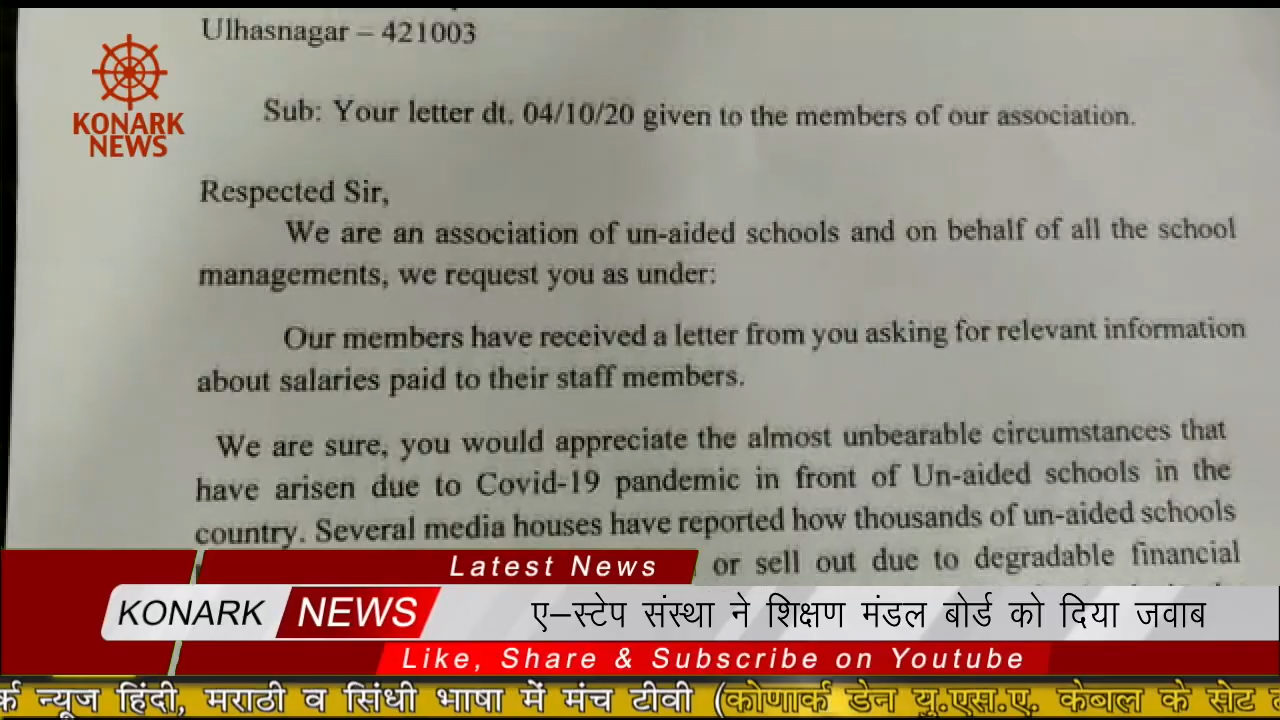 Ulhasnagar – 421003
KONARK
NEWS
Sub: Your letter dt. 04/10/20 given to the members of our association.
Respected Sir,
We are an association of un-aided schools and on behalf of all the school
managements, we request you as under:
Our members have received a letter from you asking for relevant information
about salaries paid to their staff members.
We are sure, you would appreciate the almost unbearable circumstances that
have arisen due to Covid-19 pandemic in front of Un-aided schools in the
country. Several media houses have reported how thousands of un-aided schools
or sell out due to degradable financial
Latest News
KONARK NEWS
ए–स्टेप संस्था ने शिक्षण मंडल बोर्ड को दिया जवाब
Like, Share & Subscribe on Youtube
न्यूज हिंदी, मराठी व सिंधी भाषा में मंच टीवी (कोणार्क डेन यु.एस.ए. केबल के सेट